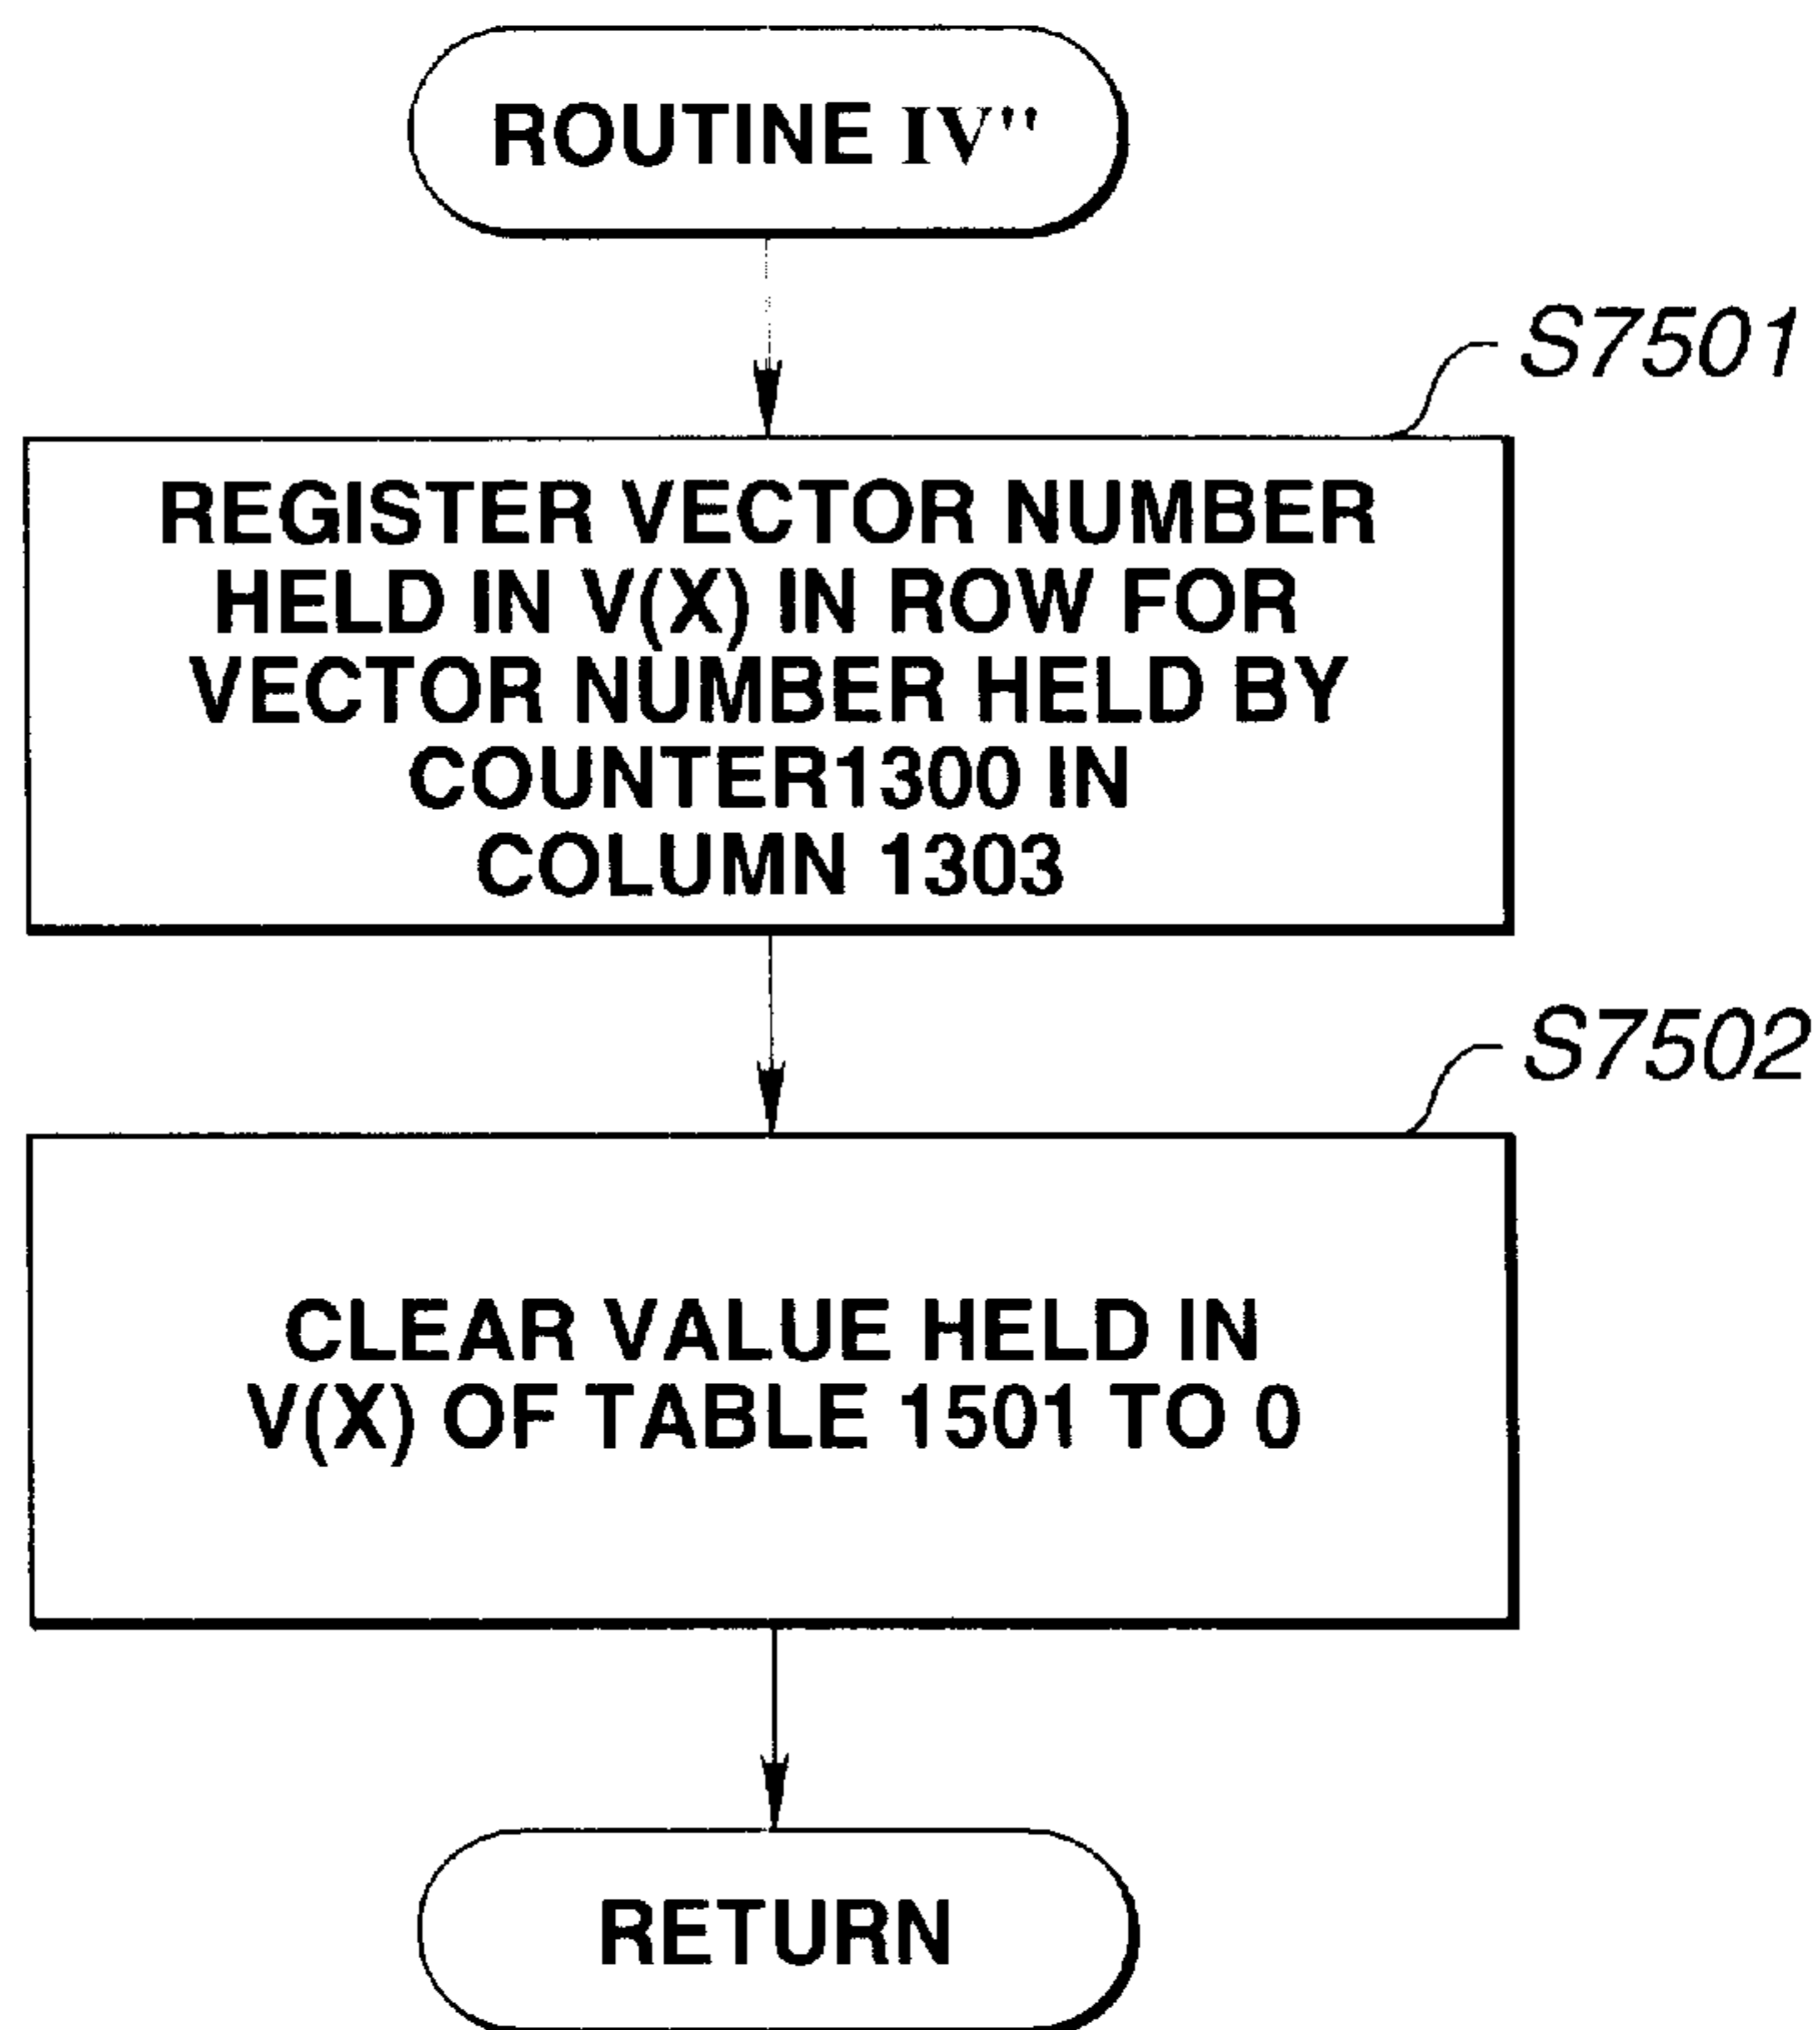 ROUTINE IV"
S7501
REGISTER VECTOR NUMBER
HELD IN V(X) IN ROW FOR
VECTOR NUMBER HELD BY
COUNTER1300 IN
COLUMN 1303
S7502
CLEAR VALUE HELD IN
V(X) OF TABLE 1501 TO 0
RETURN